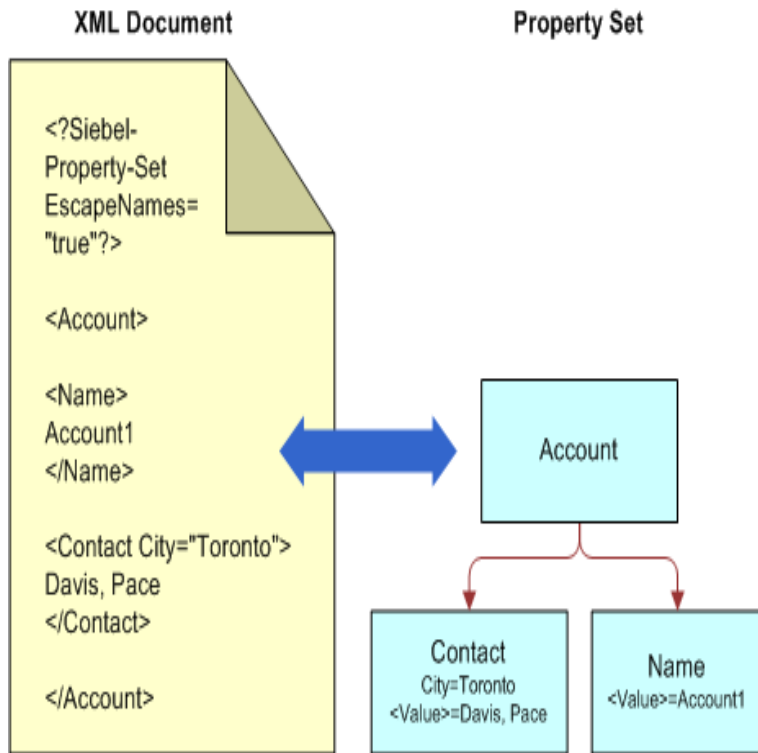 XML Document
Property Set
<?Siebel-
Property-Set
EscapeNames=
"true"?>
<Account>
<Name>
Account1
</Name>
<Contact City="Toronto">
Davis, Pace
</Contact>
</Account>
Account
Contact
City=Toronto
<Value>=Davis, Pace
Name
<Value>=Account1